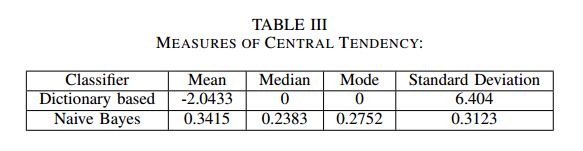 TABLE III
MEASURES OF CENTRAL TENDENCY:
Classifier Mean Median Mode Standard Deviation
Dictionary based -2.0433 0 0 6.404
Naive Bayes 0.3415 0.2383 0.2752 0.3123